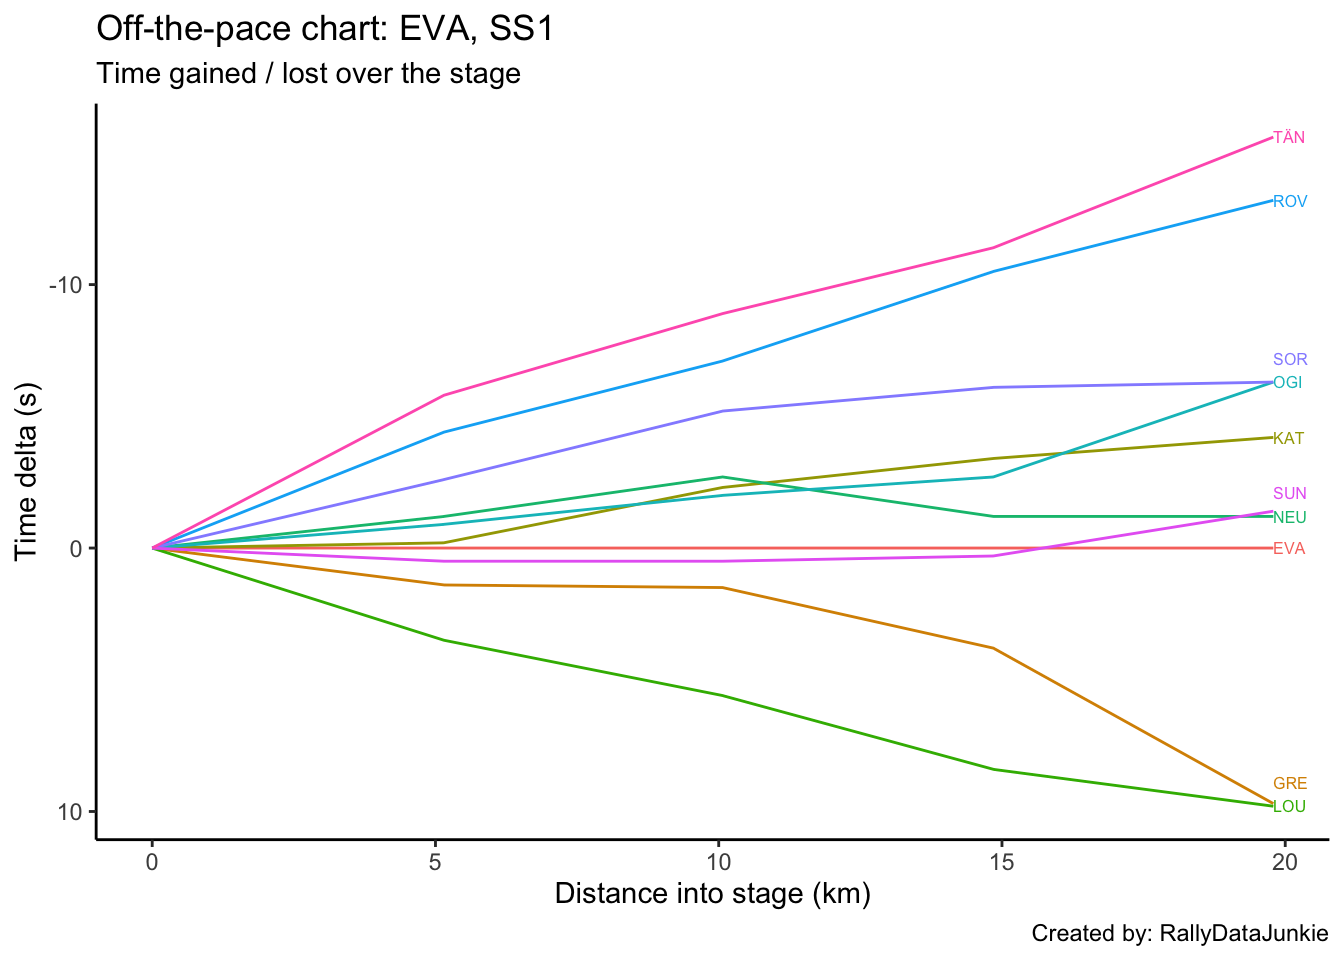 Off-the-pace chart: EVA, SS1
Time gained / lost over the stage
Time delta (s)
-10
0
10
TÄN
ROV
SOR
OGI
KAT
SUN
NEU
EVA
GRE
LOU
0 5 10 15 20
Distance into stage (km)
Created by: RallyDataJunkie